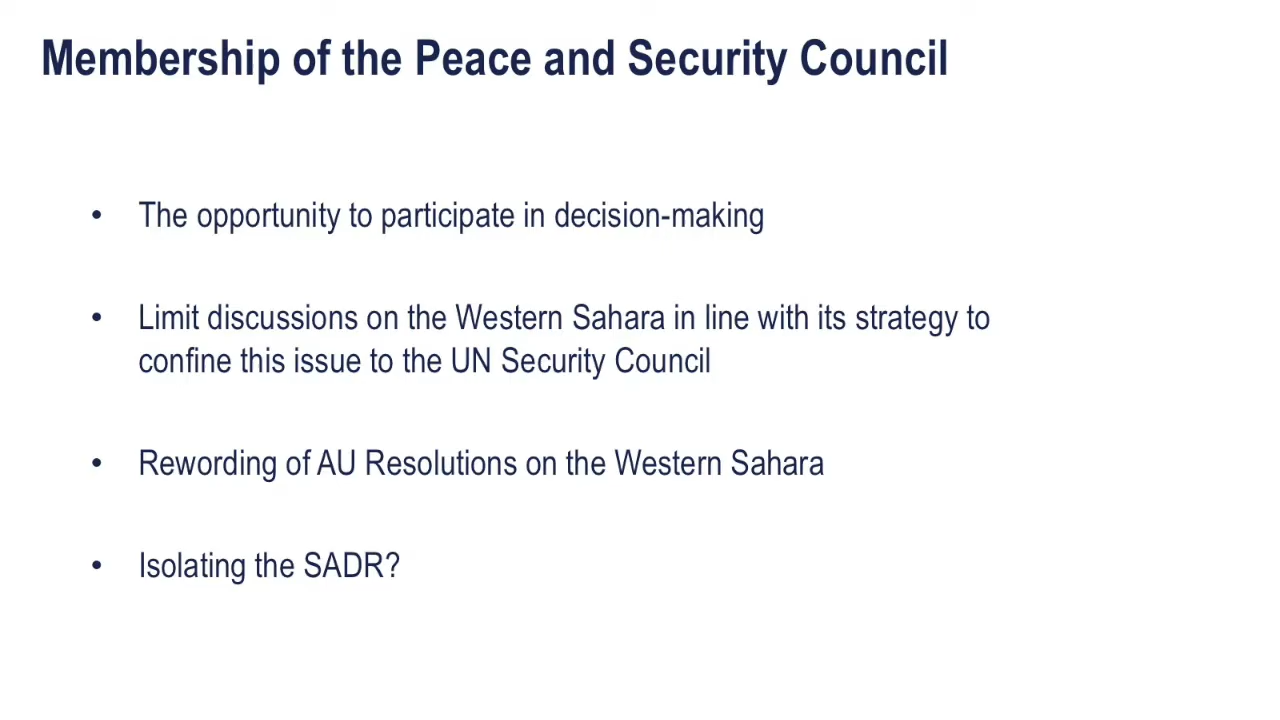 Membership of the Peace and Security Council
• The opportunity to participate in decision-making
• Limit discussions on the Western Sahara in line with its strategy to
confine this issue to the UN Security Council
• Rewording of AU Resolutions on the Western Sahara
• Isolating the SADR?